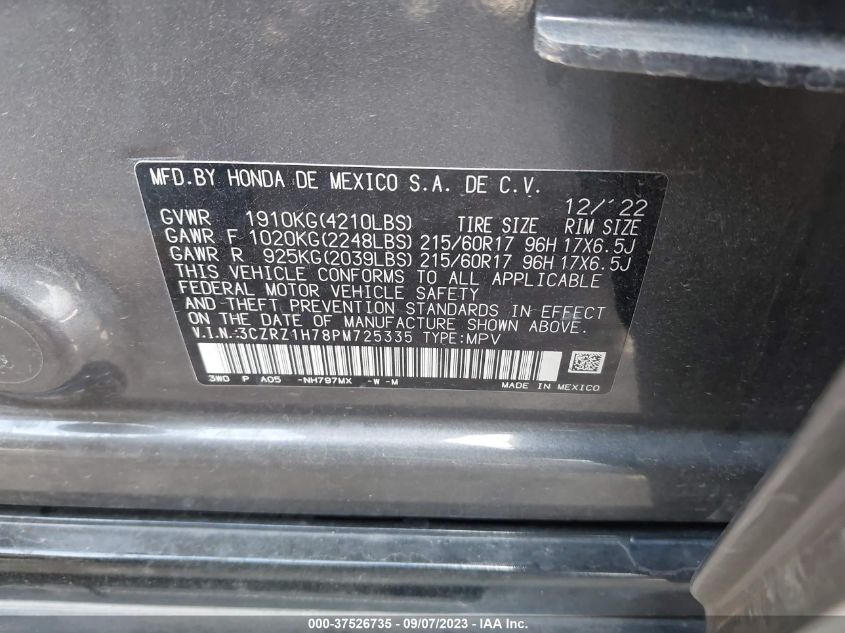 MFD.BY HONDA DE MEXICO S.A. DE C.V.
12/'22
GVWR 1910KG(4210LBS) TIRE SIZE RIM SIZE
GAWR F 1020KG(2248LBS) 215/60R17 96H 17X6.5J
GAWR R 925KG(2039LBS) 215/60R17 96H 17X6.5J
THIS VEHICLE CONFORMS TO ALL APPLICABLE
FEDERAL MOTOR VEHICLE SAFETY
AND THEFT PREVENTION STANDARDS IN EFFECT
ON THE DATE OF MANUFACTURE SHOWN ABOVE.
V.I.N.:3CZRZ1H78PM725335 TYPE:MPV
3W0 P A05 -NH797MX -W -M MADE IN MEXICO
000-37526735 - 09/07/2023 - IAA Inc.